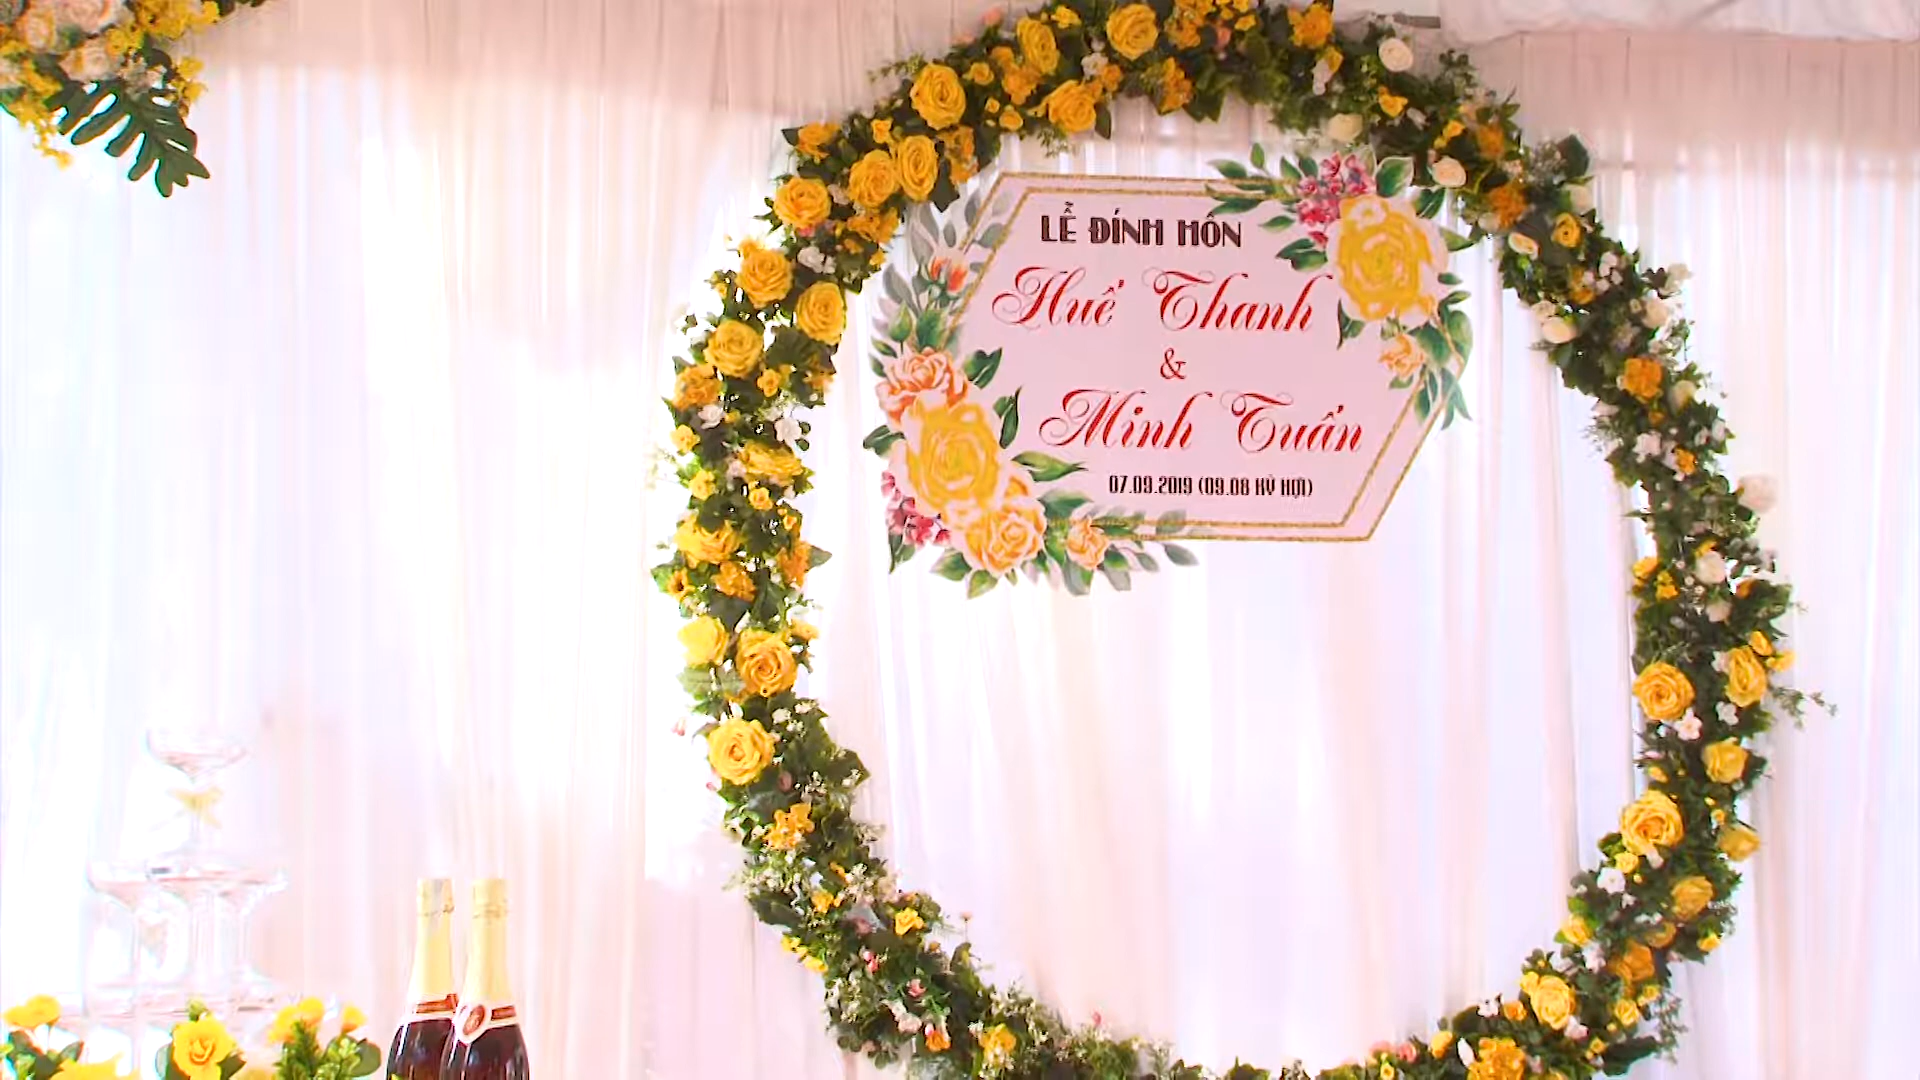 LỄ ĐÍNH HÔN
Huế Thanh
&
Minh Tuấn
07.09.2019 (09.08 KỶ HỢI)